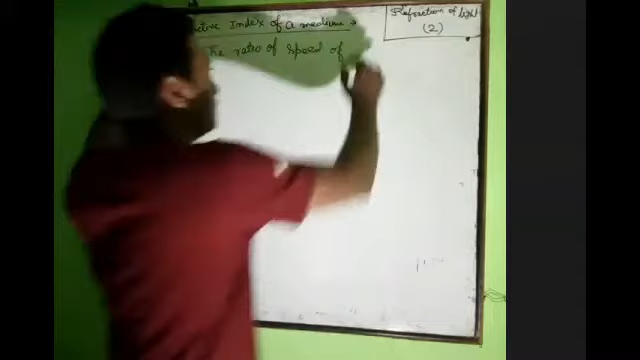 Index of a medium →
Refraction of light
(2)
The ratio of speed of